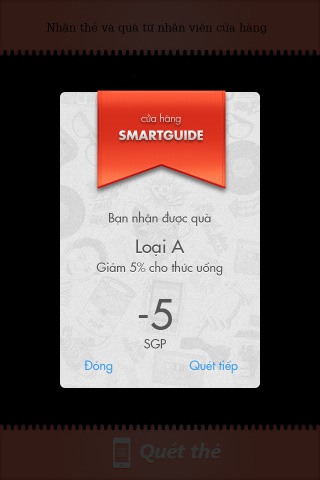 Nhận thẻ và quà từ nhân viên cửa hàng
cửa hàng
SMARTGUIDE
Bạn nhận được quà
Loại A
Giảm 5% cho thức uống
-5
SGP
Đóng
Quét tiếp
Quét thẻ